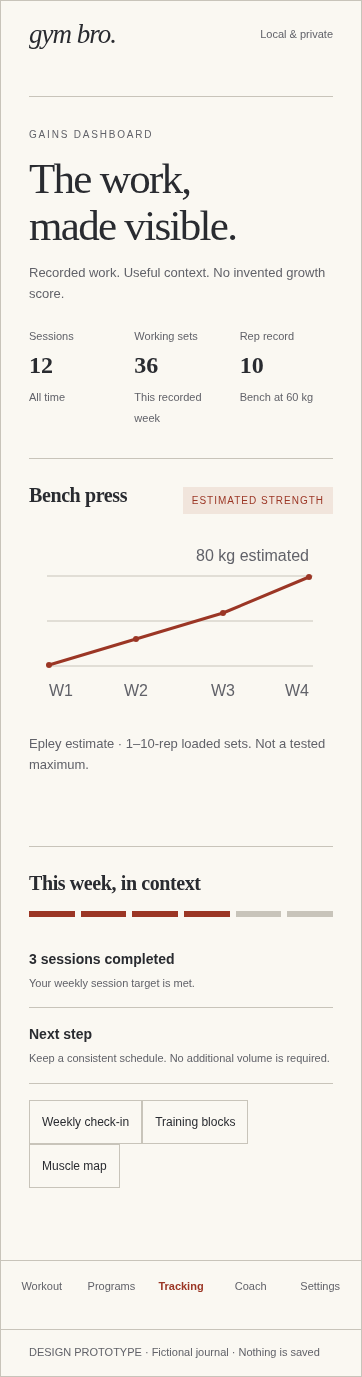 gym bro.
Local & private
GAINS DASHBOARD
The work,
made visible.
Recorded work. Useful context. No invented growth
score.
Sessions
Working sets
Rep record
12
36
10
All time
This recorded
week
Bench at 60 kg
Bench press
ESTIMATED STRENGTH
80 kg estimated
W1
W2
W3
W4
Epley estimate · 1–10-rep loaded sets. Not a tested
maximum.
This week, in context
3 sessions completed
Your weekly session target is met.
Next step
Keep a consistent schedule. No additional volume is required.
Weekly check-in
Training blocks
Muscle map
Workout
Programs
Tracking
Coach
Settings
DESIGN PROTOTYPE · Fictional journal · Nothing is saved